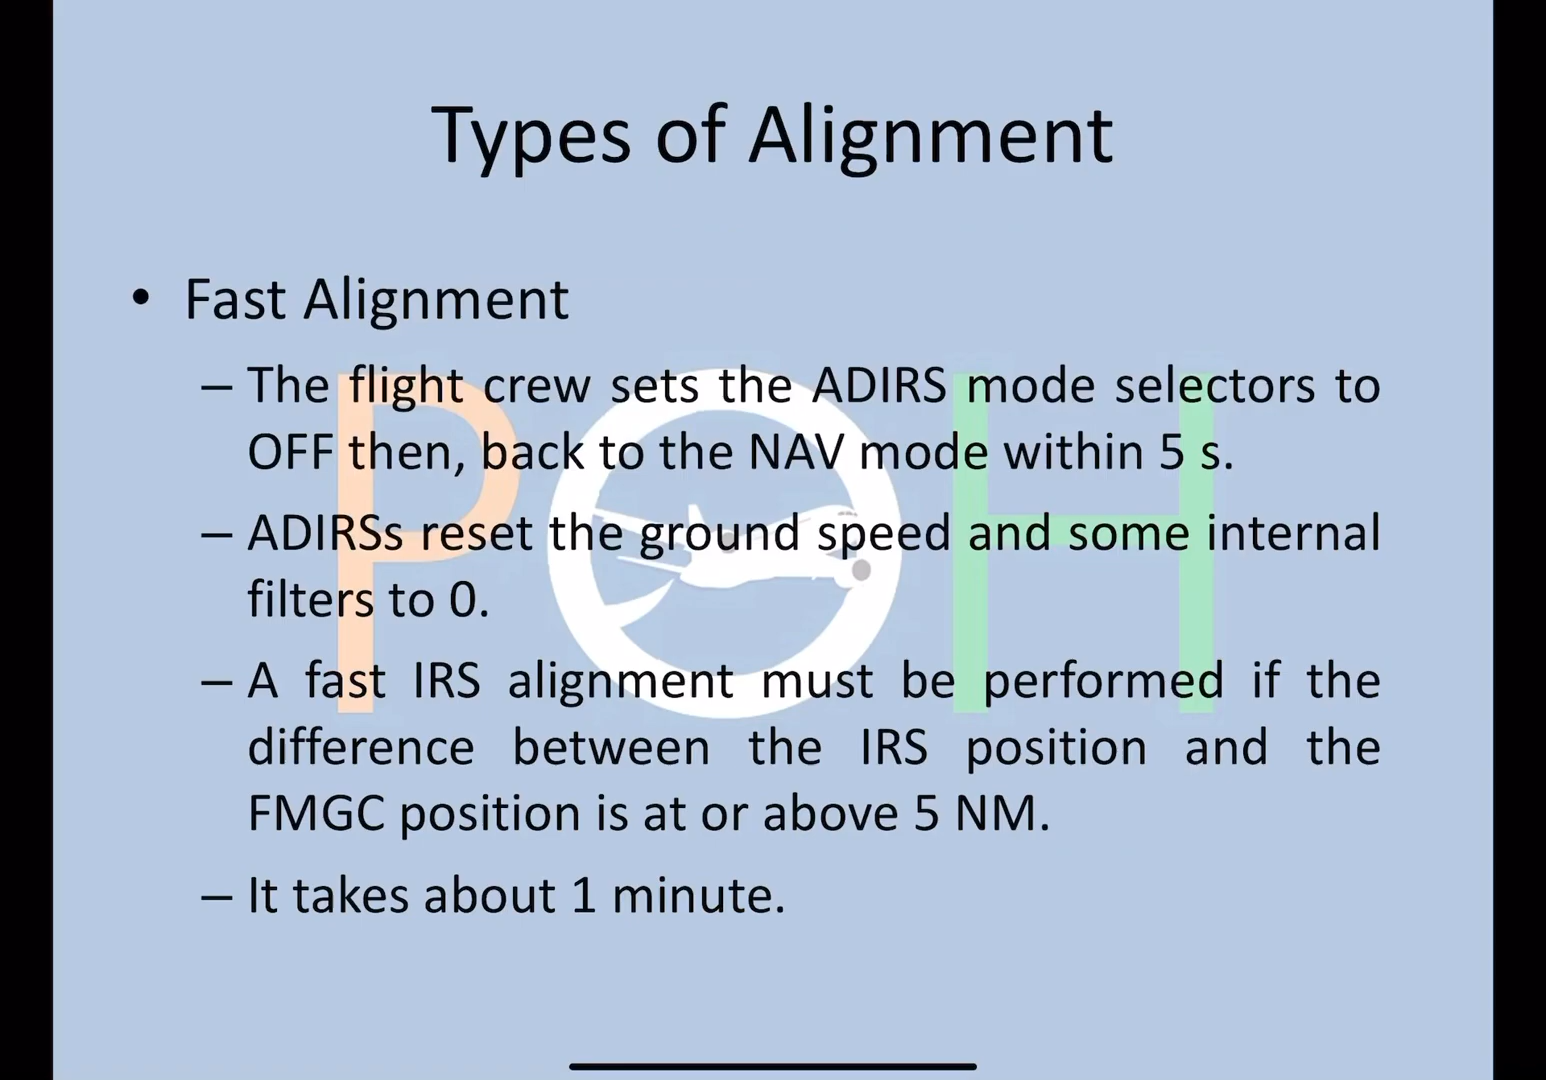 Types of Alignment
• Fast Alignment
– The flight crew sets the ADIRS mode selectors to
OFF then, back to the NAV mode within 5 s.
– ADIRSs reset the ground speed and some internal
filters to 0.
– A fast IRS alignment must be performed if the
difference between the IRS position and the
FMGC position is at or above 5 NM.
– It takes about 1 minute.
POH